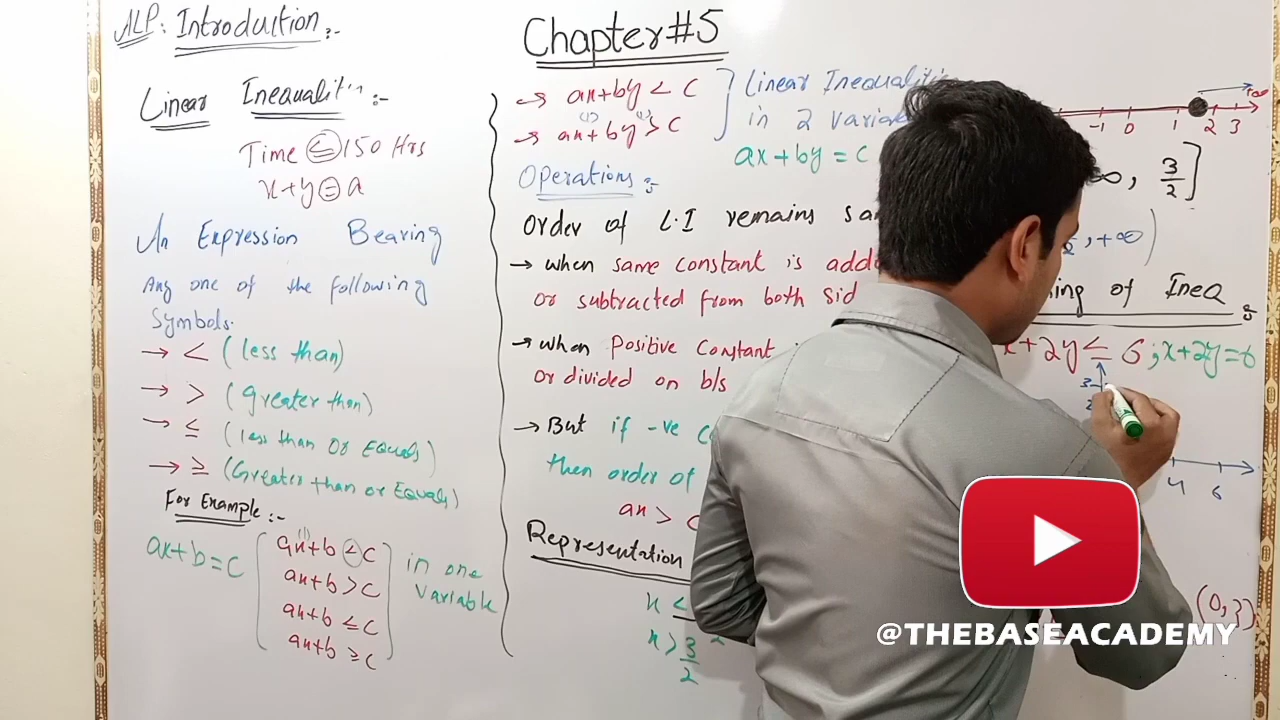 ALP: Introduction :-
Linear Inequaliti :-
Time ≤ 150 Hrs
x+y = a
An Expression Bearing
Any one of the following
Symbols.
→ < (less than)
→ > (greater than)
→ ≤ (less than or Equals)
→ ≥ (Greater than or Equals)
For Example :-
ax+b=c
ax+b < c
ax+b > c
ax+b ≤ c
ax+b ≥ c
in one
variable
Chapter#5
→ ax+by < c
→ ax+by > c
Linear Inequaliti
in 2 varia
ax+by = c
Operations :-
Order of L.I remains sa
→ when same constant is add
or subtracted from both sid
→ when Positive Constant
or divided on b/s
→ But if -ve c
then order of
ax >
Representation
x <
x > 3/2
-1 0 1 2 3
∞, 3/2]
, +∞)
ing of IneQ :-
x + 2y ≤ 6 ; x+2y=6
3
2
4 6
(0,3)
@THEBASEACADEMY